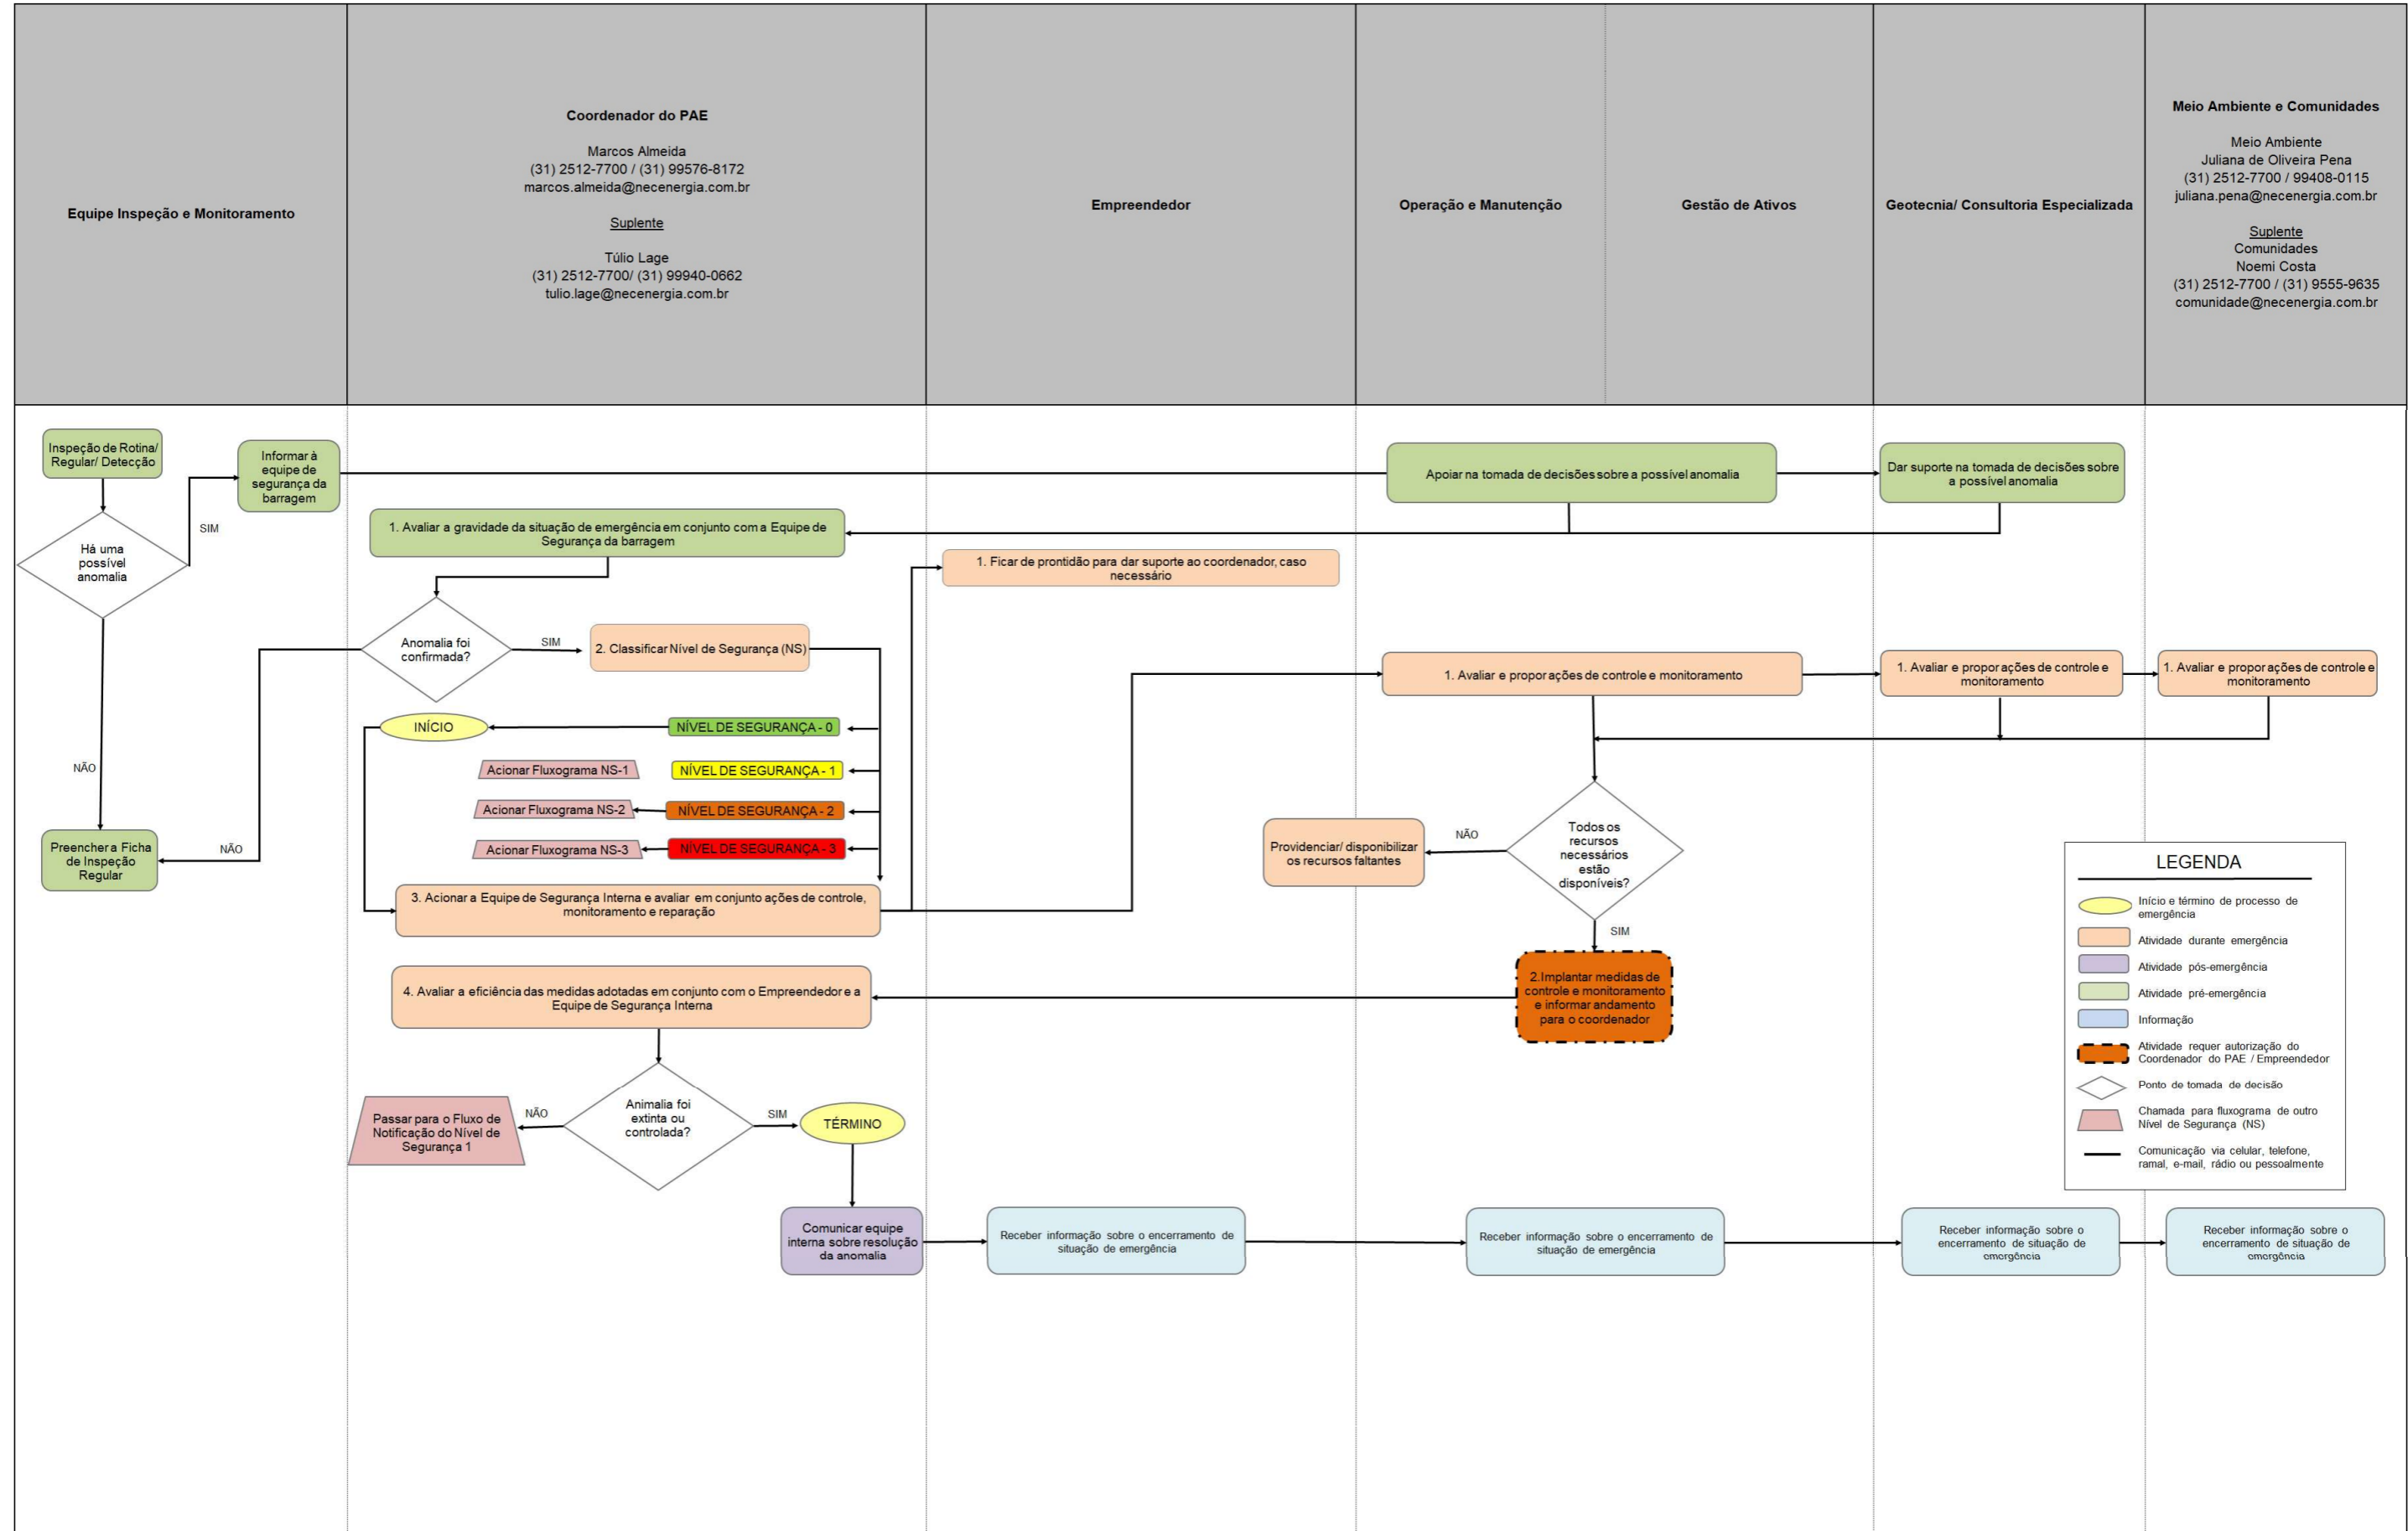 Equipe Inspeção e Monitoramento
Coordenador do PAE
Marcos Almeida
(31) 2512-7700 / (31) 99576-8172
marcos.almeida@necenergia.com.br
Suplente
Túlio Lage
(31) 2512-7700/ (31) 99940-0662
tulio.lage@necenergia.com.br
Empreendedor
Operação e Manutenção
Gestão de Ativos
Geotecnia/ Consultoria Especializada
Meio Ambiente e Comunidades
Meio Ambiente
Juliana de Oliveira Pena
(31) 2512-7700 / 99408-0115
juliana.pena@necenergia.com.br
Suplente
Comunidades
Noemi Costa
(31) 2512-7700 / (31) 9555-9635
comunidade@necenergia.com.br
Inspeção de Rotina/
Regular/ Detecção
Informar à
equipe de
segurança da
barragem
Apoiar na tomada de decisões sobre a possível anomalia
Dar suporte na tomada de decisões sobre
a possível anomalia
SIM
Há uma
possível
anomalia
1. Avaliar a gravidade da situação de emergência em conjunto com a Equipe de
Segurança da barragem
1. Ficar de prontidão para dar suporte ao coordenador, caso
necessário
Anomalia foi
confirmada?
SIM
2. Classificar Nível de Segurança (NS)
1. Avaliar e propor ações de controle e monitoramento
1. Avaliar e propor ações de controle e
monitoramento
1. Avaliar e propor ações de controle e
monitoramento
INÍCIO
NÍVEL DE SEGURANÇA - 0
NÃO
Acionar Fluxograma NS-1
NÍVEL DE SEGURANÇA - 1
Acionar Fluxograma NS-2
NÍVEL DE SEGURANÇA - 2
Acionar Fluxograma NS-3
NÍVEL DE SEGURANÇA - 3
Preencher a Ficha
de Inspeção
Regular
NÃO
Providenciar/ disponibilizar
os recursos faltantes
NÃO
Todos os
recursos
necessários
estão
disponíveis?
SIM
3. Acionar a Equipe de Segurança Interna e avaliar em conjunto ações de controle,
monitoramento e reparação
4. Avaliar a eficiência das medidas adotadas em conjunto com o Empreendedor e a
Equipe de Segurança Interna
2.Implantar medidas de
controle e monitoramento
e informar andamento
para o coordenador
Passar para o Fluxo de
Notificação do Nível de
Segurança 1
NÃO
Animalia foi
extinta ou
controlada?
SIM
TÉRMINO
LEGENDA
Início e término de processo de
emergência
Atividade durante emergência
Atividade pós-emergência
Atividade pré-emergência
Informação
Atividade requer autorização do
Coordenador do PAE / Empreendedor
Ponto de tomada de decisão
Chamada para fluxograma de outro
Nível de Segurança (NS)
Comunicação via celular, telefone,
ramal, e-mail, rádio ou pessoalmente
Comunicar equipe
interna sobre resolução
da anomalia
Receber informação sobre o encerramento de
situação de emergência
Receber informação sobre o encerramento de
situação de emergência
Receber informação sobre o
encerramento de situação de
emergência
Receber informação sobre o
encerramento de situação de
emergência